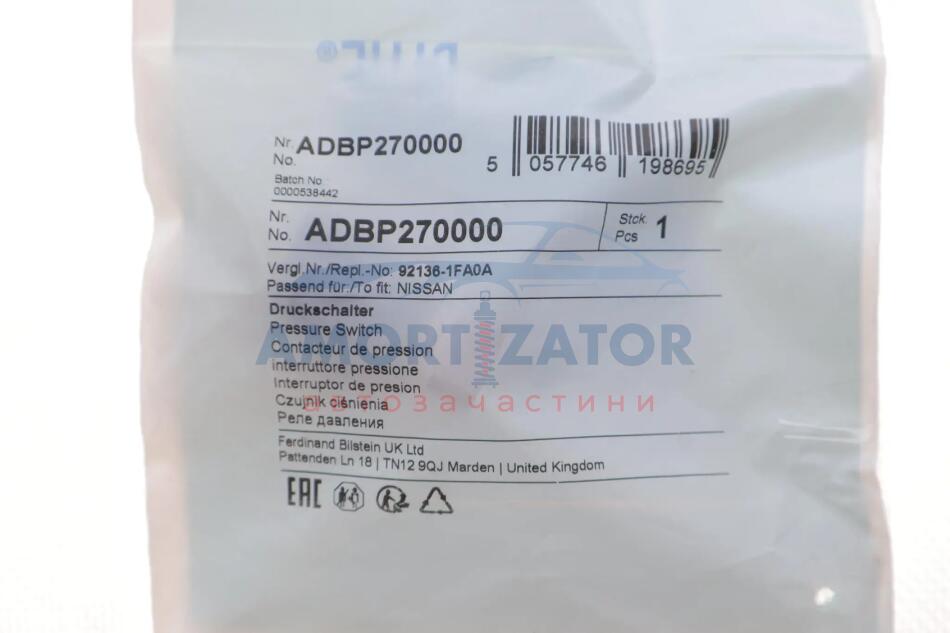 Nr. ADBP270000
No.
Batch No.:
0000538442
5 057746 198695
Nr.
No. ADBP270000
Stck.
Pcs 1
Vergl.Nr./Repl.-No: 92136-1FA0A
Passend für:/To fit: NISSAN
Druckschalter
Pressure Switch
Contacteur de pression
Interruttore pressione
Interruptor de presion
Czujnik ciśnienia
Реле давления
AMORTIZATOR
автозачастини
Ferdinand Bilstein UK Ltd
Pattenden Ln 18 | TN12 9QJ Marden | United Kingdom
EAC